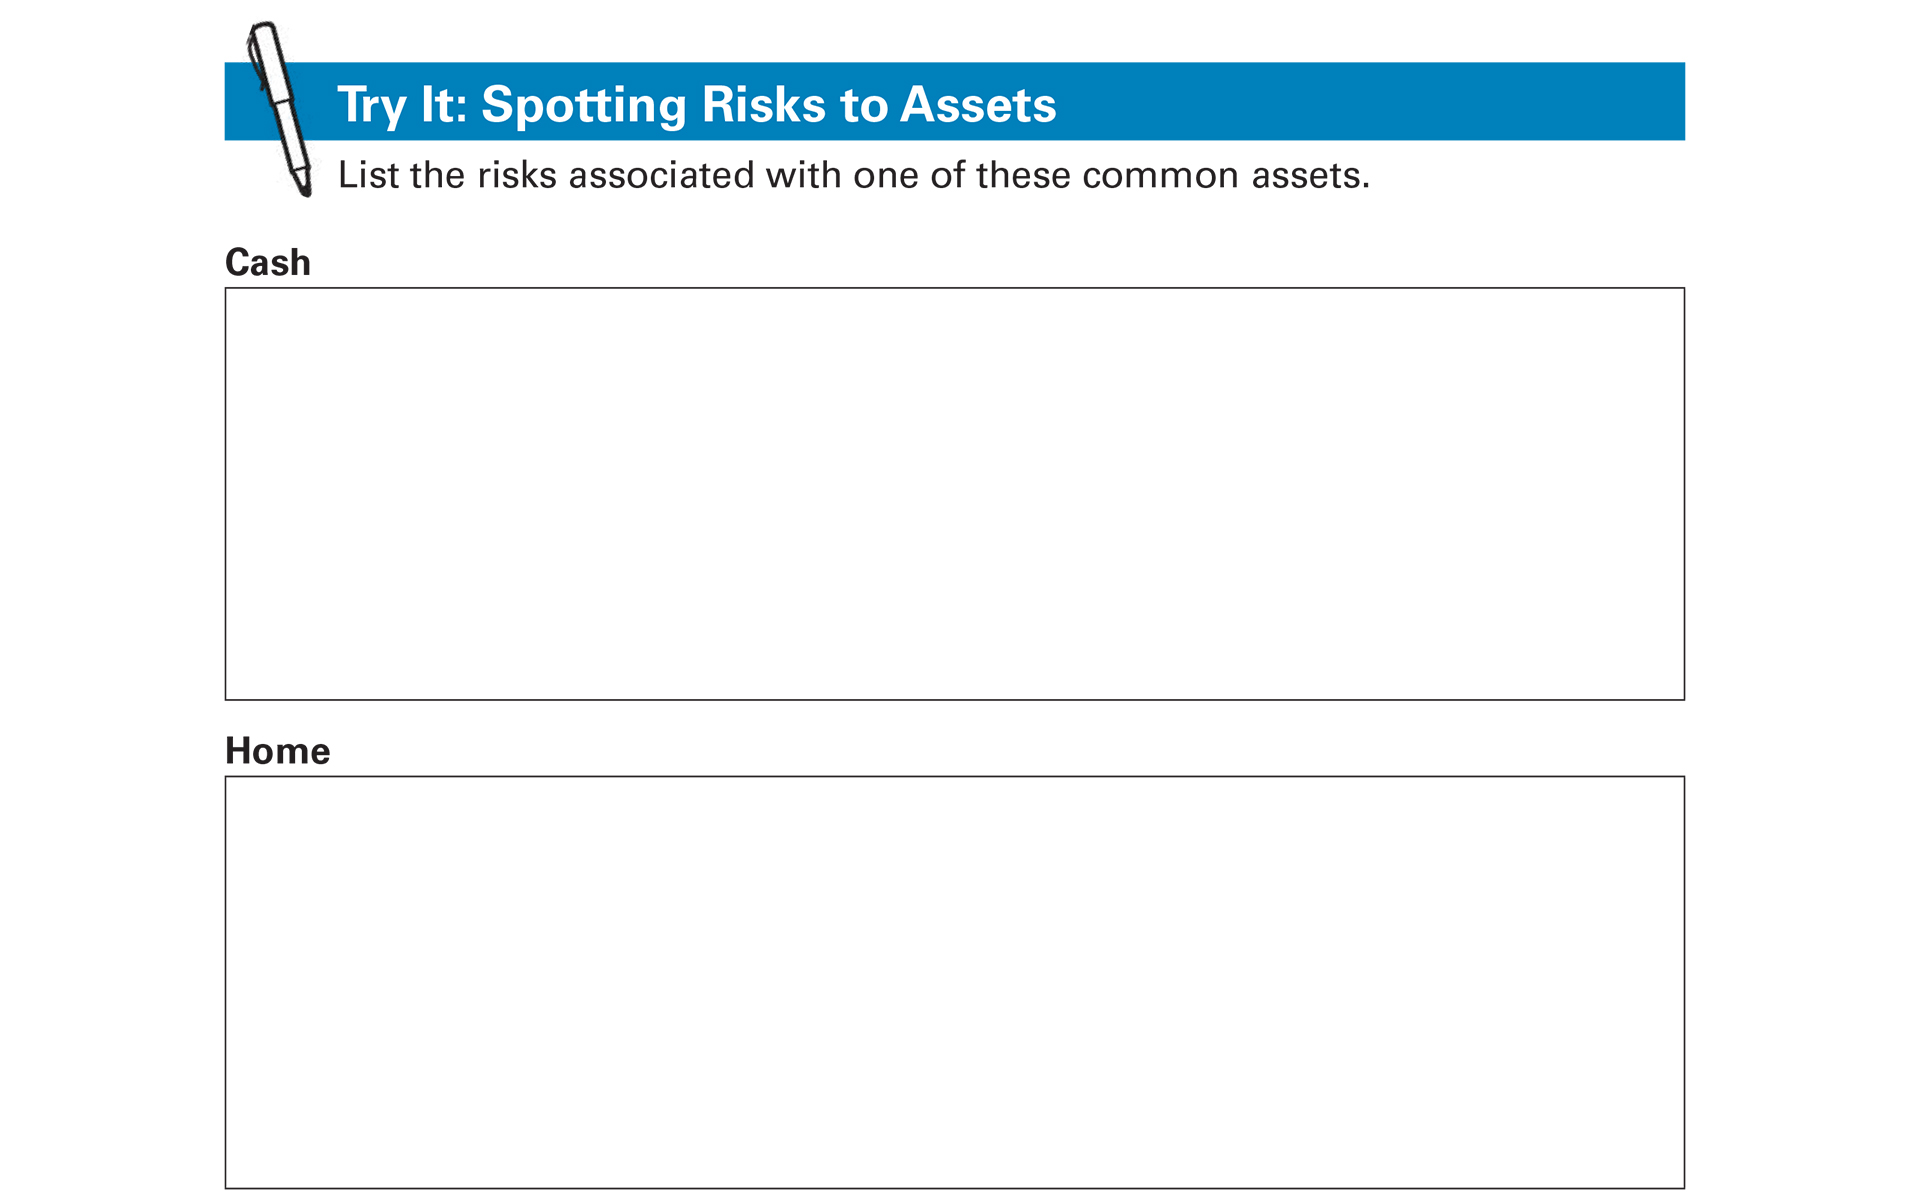 Try It: Spotting Risks to Assets
List the risks associated with one of these common assets.
Cash
Home